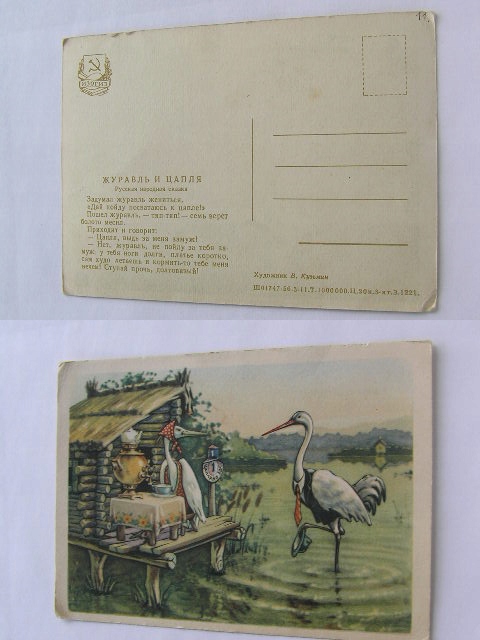 ИЗОГИЗ
ЖУРАВЛЬ И ЦАПЛЯ
Русская народная сказка
Задумал журавль жениться.
«Дай пойду посватаюсь к цапле!»
Пошел журавль, — тяп-тяп! — семь верст
болото месил.
Приходит и говорит:
— Цапля, выдь за меня замуж!
— Нет, журавль, не пойду за тебя за-
муж: у тебя ноги долги, платье коротко,
сам худо летаешь и кормить-то тебе меня
нечем! Ступай прочь, долговязый!
Художник В. Кузьмин